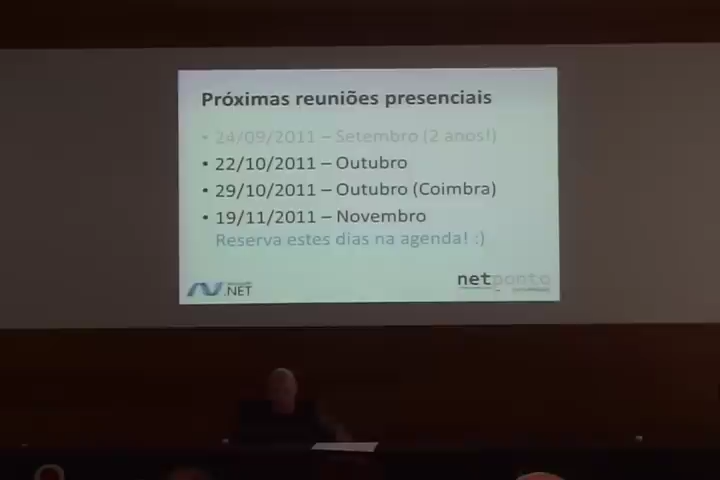 Próximas reuniões presenciais
• 24/09/2011 – Setembro (2 anos!)
• 22/10/2011 – Outubro
• 29/10/2011 – Outubro (Coimbra)
• 19/11/2011 – Novembro
Reserva estes dias na agenda! :)
.NET
netponto